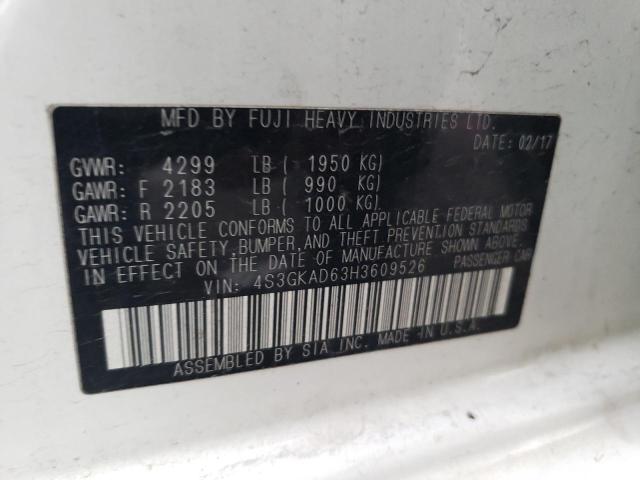 MFD BY FUJI HEAVY INDUSTRIES LTD.
DATE: 02/17
GVWR: 4299 LB ( 1950 KG)
GAWR: F 2183 LB ( 990 KG)
GAWR: R 2205 LB ( 1000 KG)
THIS VEHICLE CONFORMS TO ALL APPLICABLE FEDERAL MOTOR
VEHICLE SAFETY, BUMPER, AND THEFT PREVENTION STANDARDS
IN EFFECT ON THE DATE OF MANUFACTURE SHOWN ABOVE.
VIN: 4S3GKAD63H3609526 PASSENGER CAR
ASSEMBLED BY SIA INC. MADE IN U.S.A.